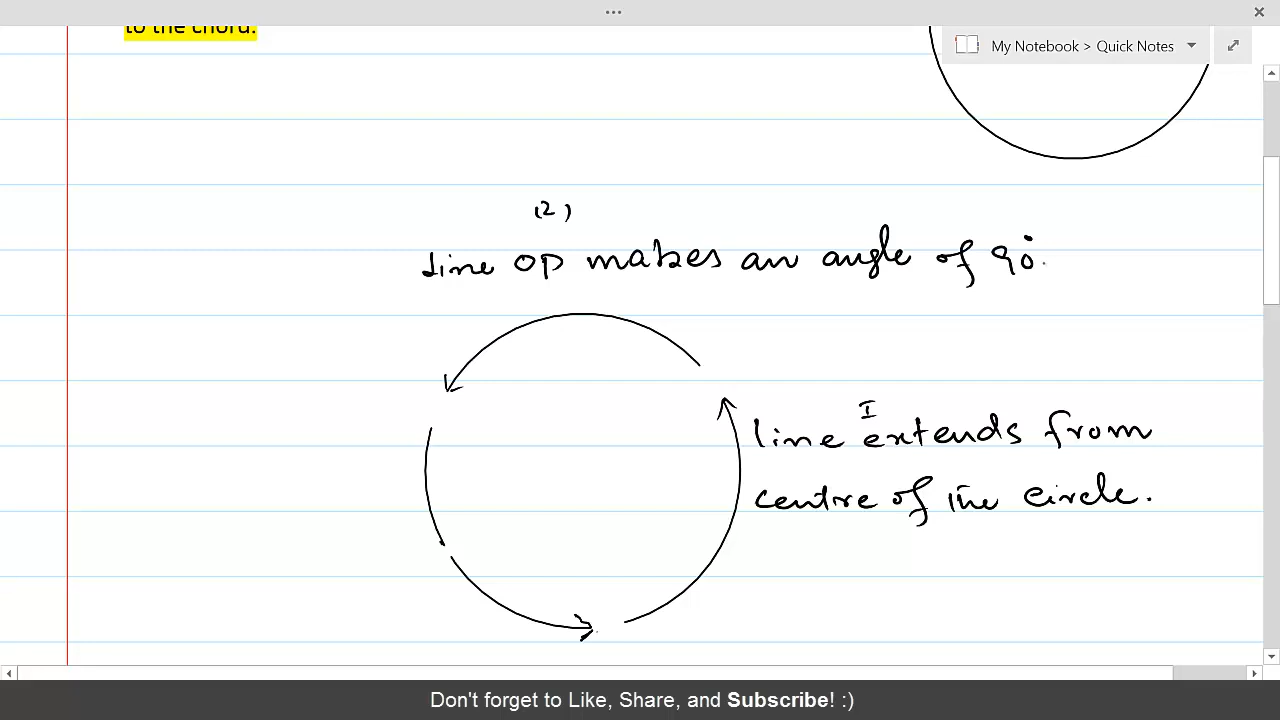 to the chord.
My Notebook > Quick Notes
(2)
Line OP makes an angle of 90°.
I
line extends from
centre of the circle.
Don't forget to Like, Share, and Subscribe! :)